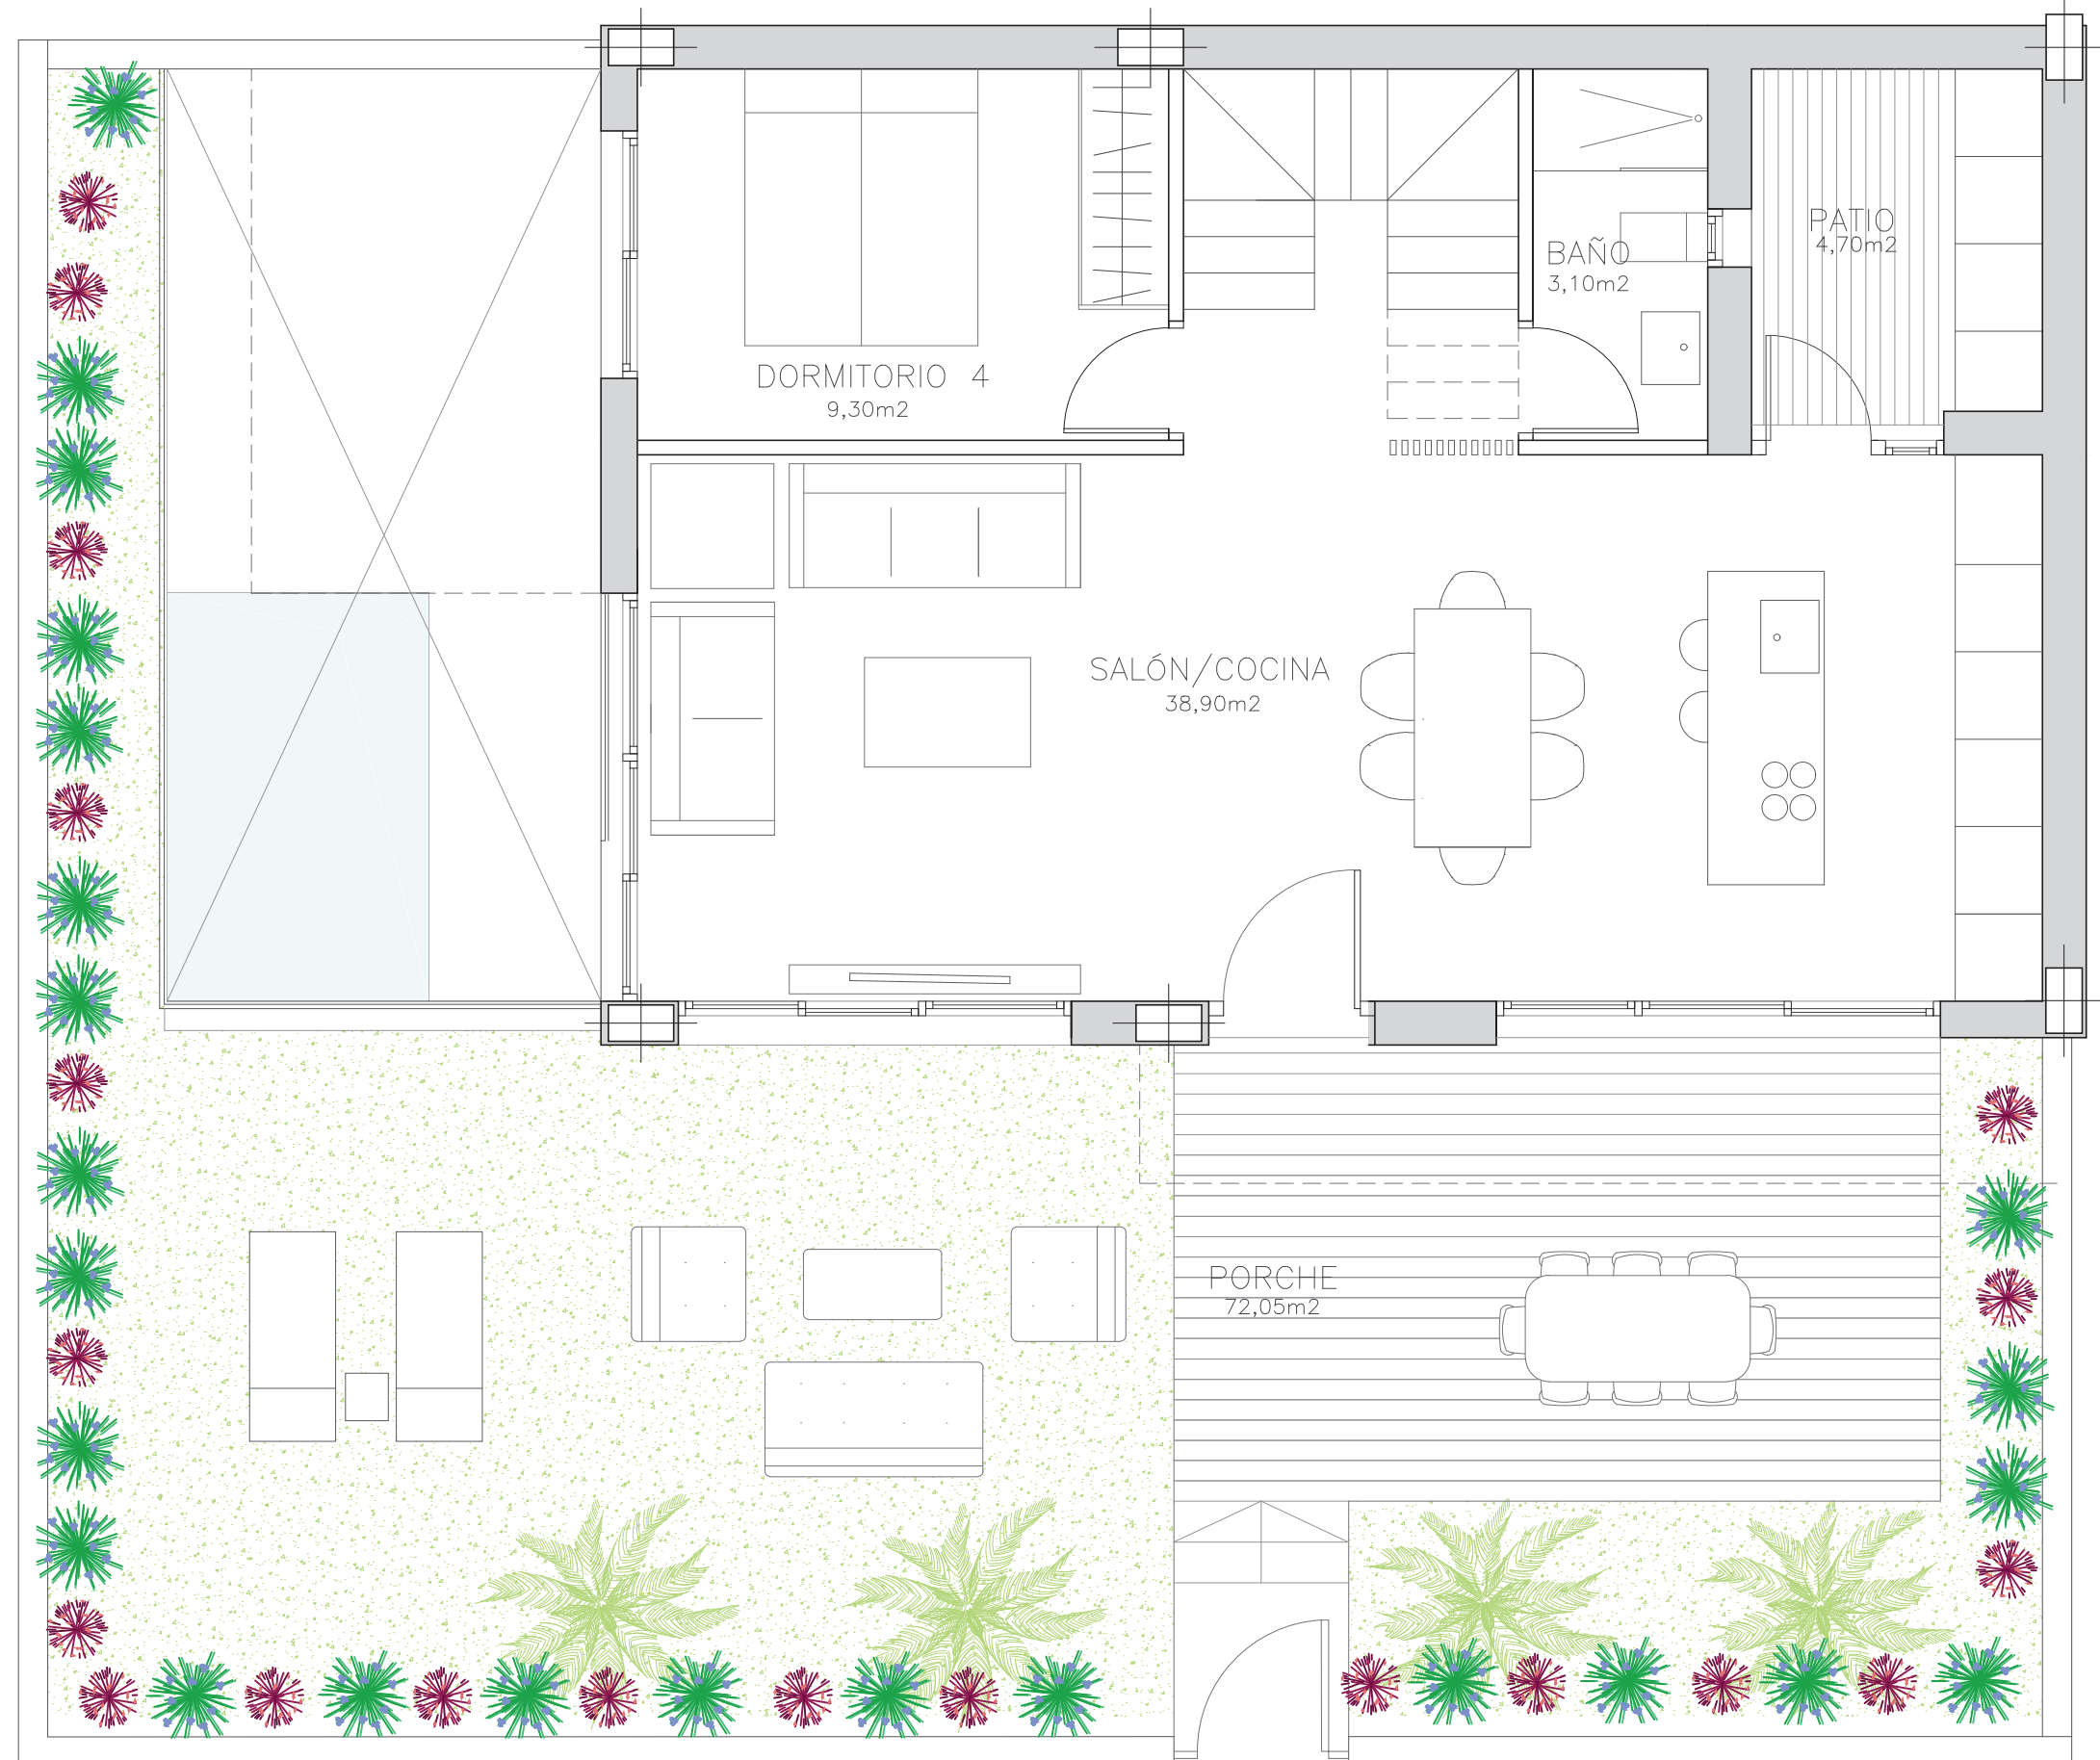 PATIO
4,70m2
BAÑO
3,10m2
DORMITORIO 4
9,30m2
SALÓN/COCINA
38,90m2
PORCHE
72,05m2